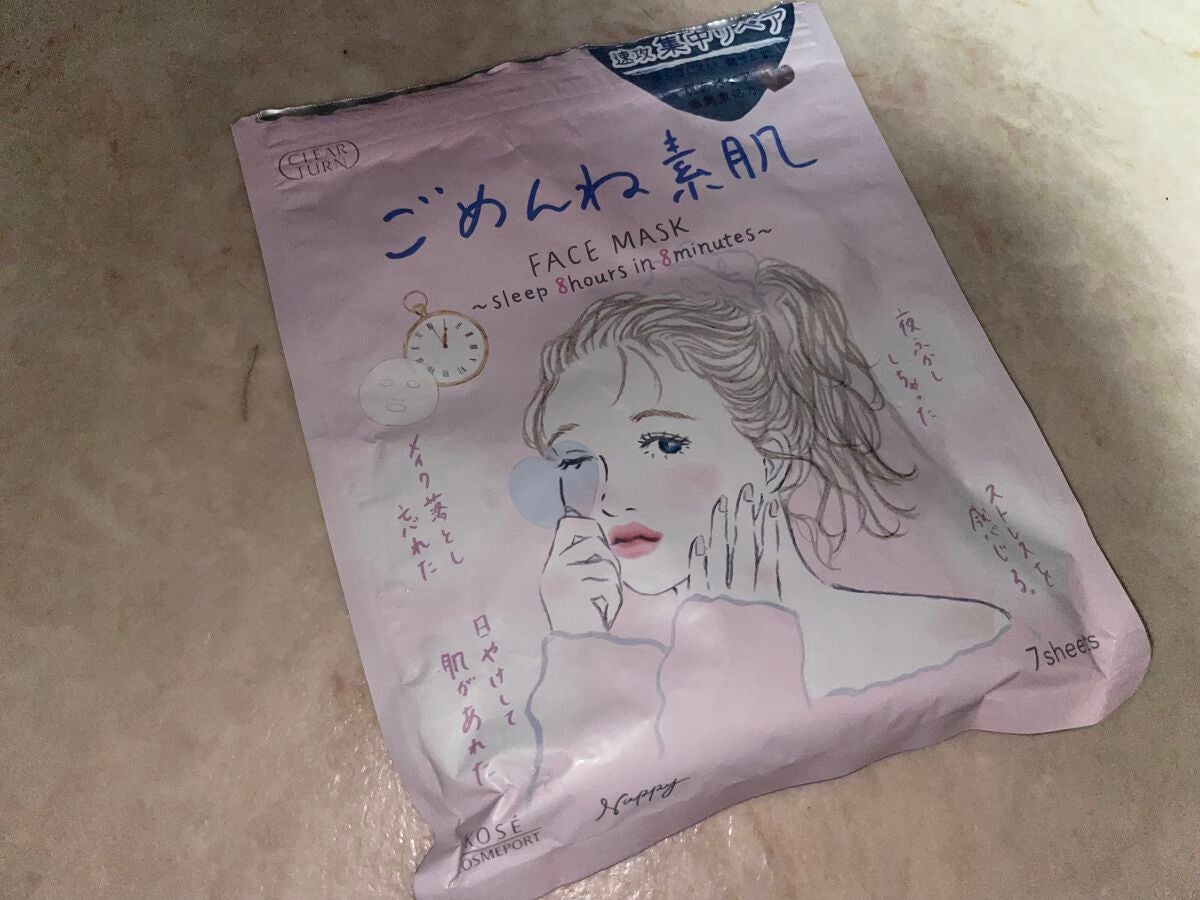 速攻集中リペア
CLEAR
TURN
ごめんね素肌
FACE MASK
~sleep 8hours in 8minutes~
夜ふかし
しちゃった
メイク落とし
忘れた
ストレスを
感じる。
日やけして
肌があれた
7sheets
Nuppy
KOSÉ
COSMEPORT